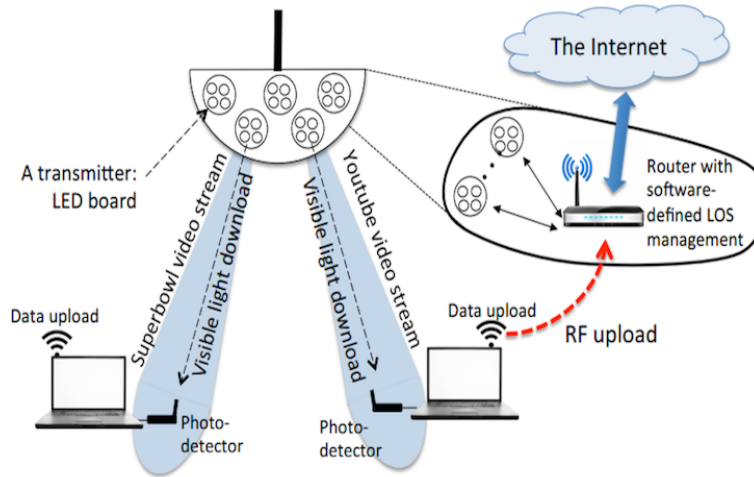 The Internet
A transmitter:
LED board
Router with
software-
defined LOS
management
Superbowl video stream
Visible light download
Youtube video stream
Visible light download
Data upload
Data upload
RF upload
Photo-
detector
Photo-
detector